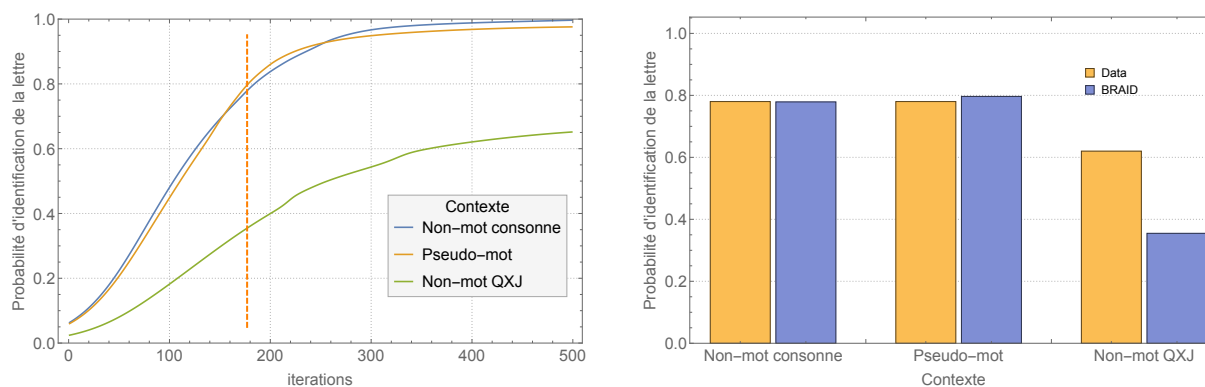 Probabilité d'identification de la lettre
1.0
0.8
0.6
0.4
0.2
0.0
0
100
200
300
400
500
iterations
Contexte
Non−mot consonne
Pseudo−mot
Non−mot QXJ
Probabilité d'identification de la lettre
1.0
0.8
0.6
0.4
0.2
0.0
Data
BRAID
Non−mot consonne
Pseudo−mot
Non−mot QXJ
Contexte